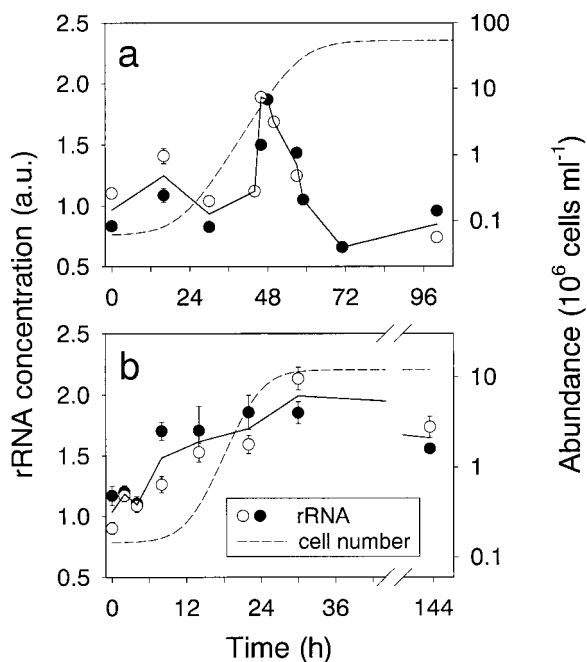 a
2.5
2.0
1.5
1.0
0.5
100
10
1
0.1
0 24 48 72 96
rRNA concentration (a.u.)
Abundance (10⁶ cells ml⁻¹)
b
2.5
2.0
1.5
1.0
0.5
10
1
0.1
rRNA
cell number
0 12 24 36 144
Time (h)